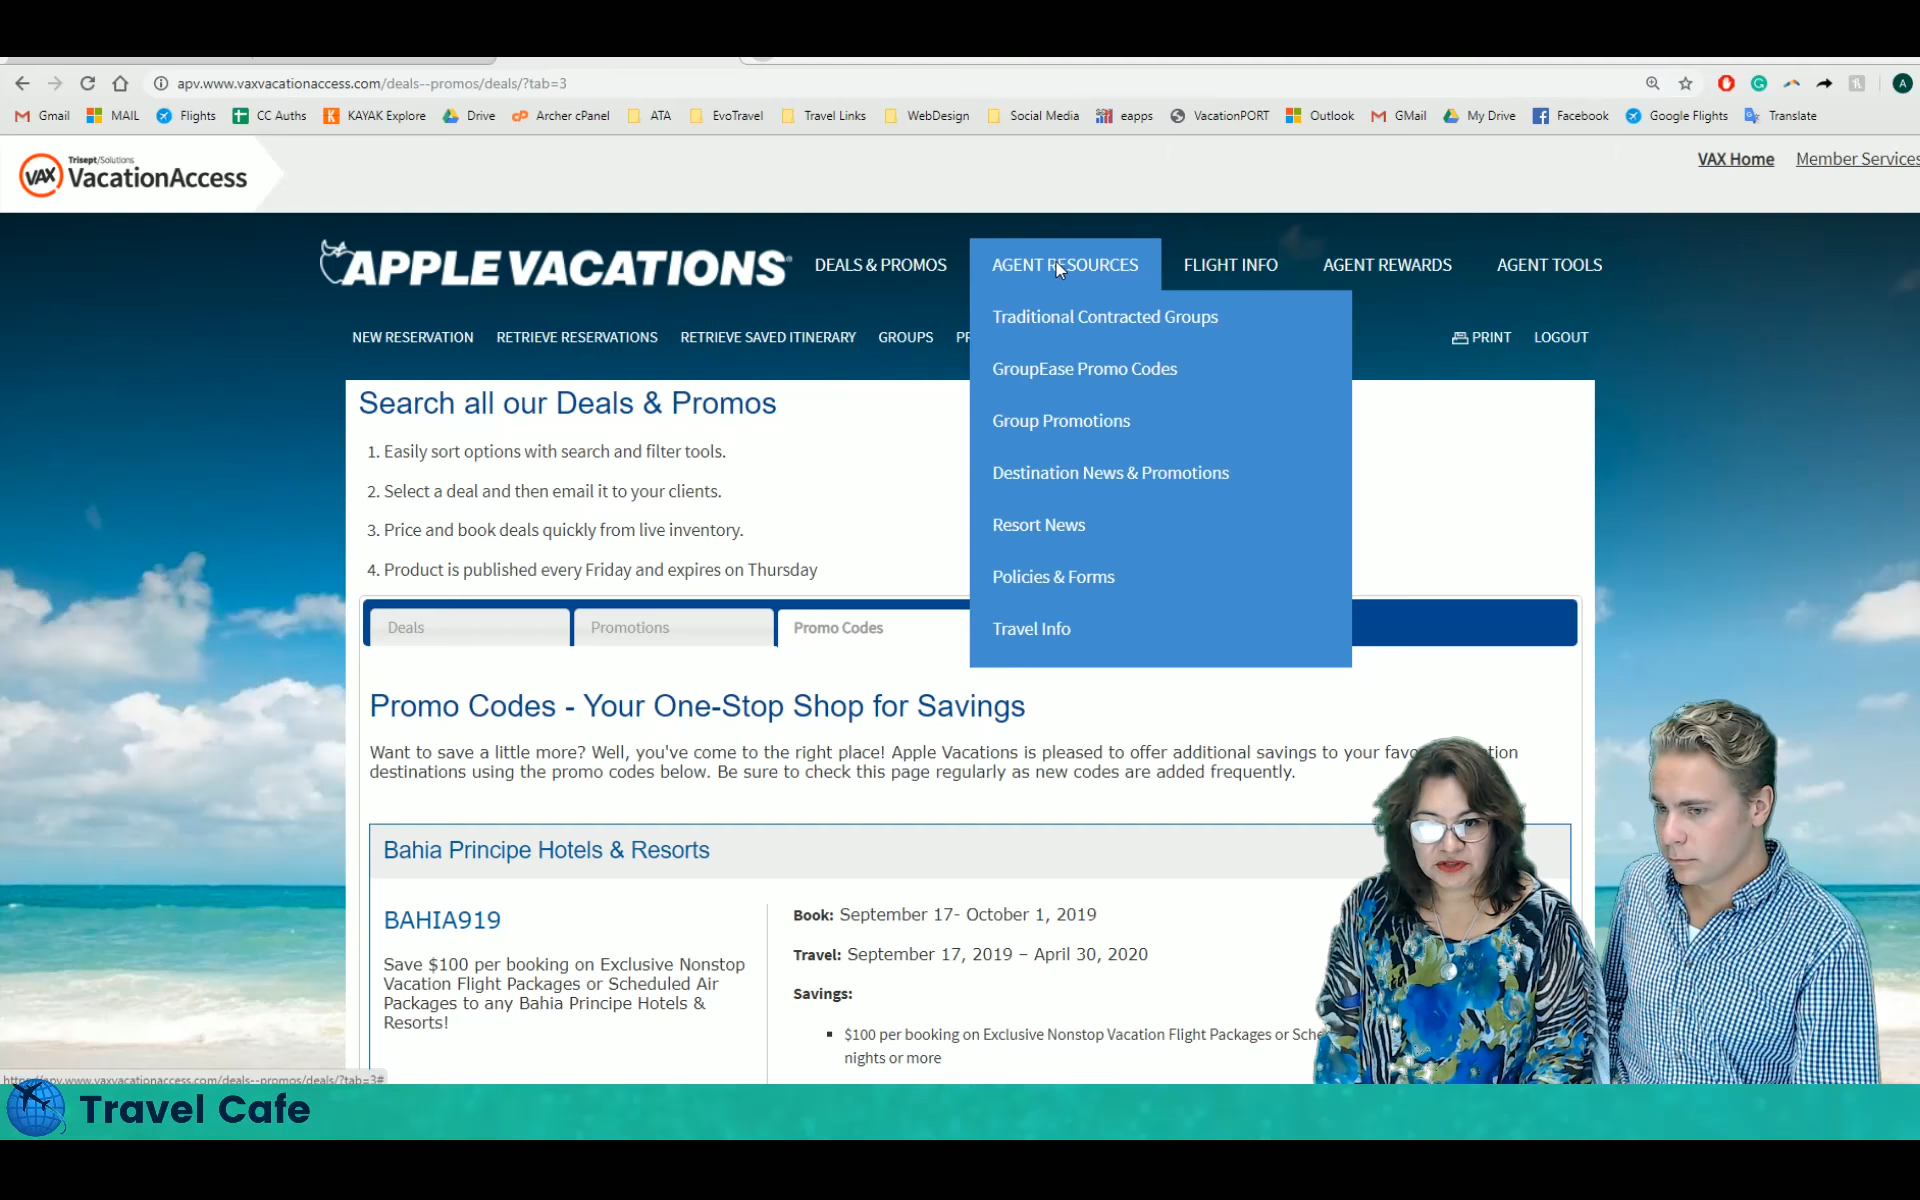 apv.www.vaxvacationaccess.com/deals--promos/deals/?tab=3
Gmail MAIL Flights CC Auths KAYAK Explore Drive Archer cPanel ATA EvoTravel Travel Links WebDesign Social Media eapps VacationPORT Outlook GMail My Drive Facebook Google Flights Translate
Trisept/Solutions
VAX VacationAccess
VAX Home Member Services
APPLE VACATIONS DEALS & PROMOS AGENT RESOURCES FLIGHT INFO AGENT REWARDS AGENT TOOLS
Traditional Contracted Groups
NEW RESERVATION RETRIEVE RESERVATIONS RETRIEVE SAVED ITINERARY GROUPS PRINT LOGOUT
GroupEase Promo Codes
Group Promotions
Destination News & Promotions
Resort News
Policies & Forms
Travel Info
Search all our Deals & Promos
1. Easily sort options with search and filter tools.
2. Select a deal and then email it to your clients.
3. Price and book deals quickly from live inventory.
4. Product is published every Friday and expires on Thursday
Deals Promotions Promo Codes
Promo Codes - Your One-Stop Shop for Savings
Want to save a little more? Well, you've come to the right place! Apple Vacations is pleased to offer additional savings to your
destinations using the promo codes below. Be sure to check this page regularly as new codes are added frequently.
Bahia Principe Hotels & Resorts
BAHIA919
Save $100 per booking on Exclusive Nonstop
Vacation Flight Packages or Scheduled Air
Packages to any Bahia Principe Hotels &
Resorts!
Book: September 17- October 1, 2019
Travel: September 17, 2019 – April 30, 2020
Savings:
$100 per booking on Exclusive Nonstop Vacation Flight Packages or
nights or more
https://apv.www.vaxvacationaccess.com/deals--promos/deals/?tab=3#
Travel Cafe